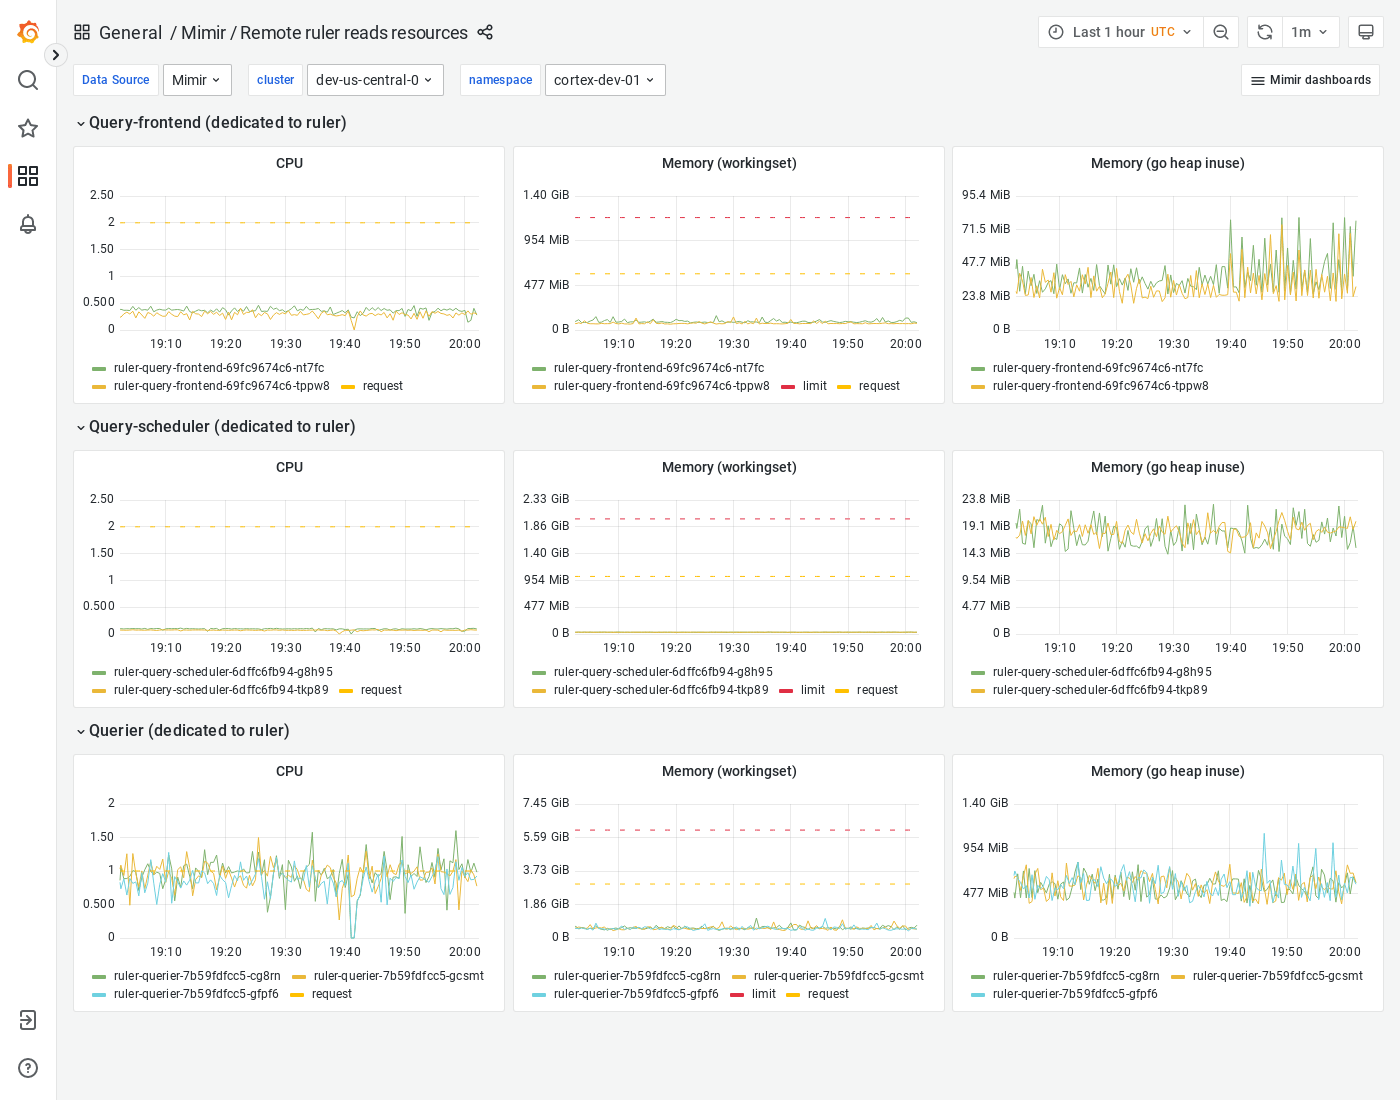 General / Mimir / Remote ruler reads resources
Last 1 hour UTC
1m
Data Source Mimir cluster dev-us-central-0 namespace cortex-dev-01
Mimir dashboards
Query-frontend (dedicated to ruler)
CPU
2.50
2
1.50
1
0.500
0
19:10 19:20 19:30 19:40 19:50 20:00
ruler-query-frontend-69fc9674c6-nt7fc
ruler-query-frontend-69fc9674c6-tppw8 request
Memory (workingset)
1.40 GiB
954 MiB
477 MiB
0 B
19:10 19:20 19:30 19:40 19:50 20:00
ruler-query-frontend-69fc9674c6-nt7fc
ruler-query-frontend-69fc9674c6-tppw8 limit request
Memory (go heap inuse)
95.4 MiB
71.5 MiB
47.7 MiB
23.8 MiB
0 B
19:10 19:20 19:30 19:40 19:50 20:00
ruler-query-frontend-69fc9674c6-nt7fc
ruler-query-frontend-69fc9674c6-tppw8
Query-scheduler (dedicated to ruler)
CPU
2.50
2
1.50
1
0.500
0
19:10 19:20 19:30 19:40 19:50 20:00
ruler-query-scheduler-6dffc6fb94-g8h95
ruler-query-scheduler-6dffc6fb94-tkp89 request
Memory (workingset)
2.33 GiB
1.86 GiB
1.40 GiB
954 MiB
477 MiB
0 B
19:10 19:20 19:30 19:40 19:50 20:00
ruler-query-scheduler-6dffc6fb94-g8h95
ruler-query-scheduler-6dffc6fb94-tkp89 limit request
Memory (go heap inuse)
23.8 MiB
19.1 MiB
14.3 MiB
9.54 MiB
4.77 MiB
0 B
19:10 19:20 19:30 19:40 19:50 20:00
ruler-query-scheduler-6dffc6fb94-g8h95
ruler-query-scheduler-6dffc6fb94-tkp89
Querier (dedicated to ruler)
CPU
2
1.50
1
0.500
0
19:10 19:20 19:30 19:40 19:50 20:00
ruler-querier-7b59fdfcc5-cg8rn ruler-querier-7b59fdfcc5-gcsmt
ruler-querier-7b59fdfcc5-gfpf6 request
Memory (workingset)
7.45 GiB
5.59 GiB
3.73 GiB
1.86 GiB
0 B
19:10 19:20 19:30 19:40 19:50 20:00
ruler-querier-7b59fdfcc5-cg8rn ruler-querier-7b59fdfcc5-gcsmt
ruler-querier-7b59fdfcc5-gfpf6 limit request
Memory (go heap inuse)
1.40 GiB
954 MiB
477 MiB
0 B
19:10 19:20 19:30 19:40 19:50 20:00
ruler-querier-7b59fdfcc5-cg8rn ruler-querier-7b59fdfcc5-gcsmt
ruler-querier-7b59fdfcc5-gfpf6